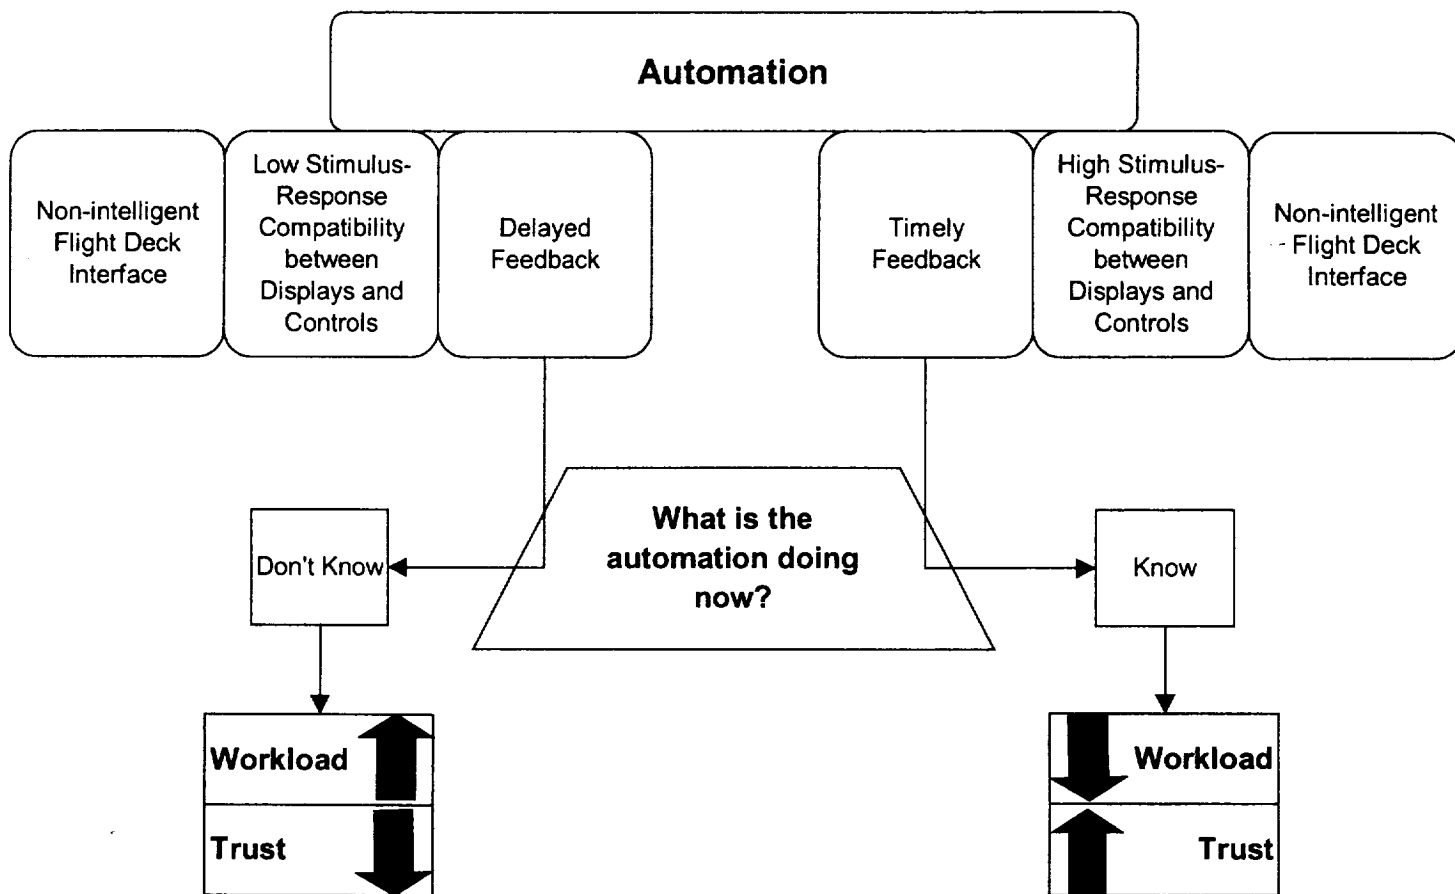 Automation
Non-intelligent
Flight Deck
Interface
Low Stimulus-
Response
Compatibility
between
Displays and
Controls
Delayed
Feedback
Timely
Feedback
High Stimulus-
Response
Compatibility
between
Displays and
Controls
Non-intelligent
Flight Deck
Interface
What is the
automation doing
now?
Don't Know
Know
Workload
Trust
Workload
Trust